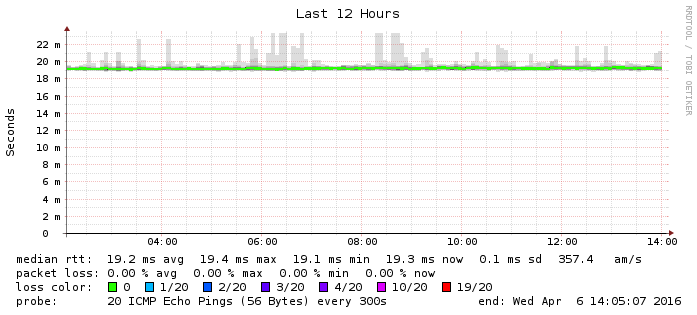 Last 12 Hours
RRDTOOL / TOBI OETIKER
Seconds
22 m
20 m
18 m
16 m
14 m
12 m
10 m
8 m
6 m
4 m
2 m
0
04:00 06:00 08:00 10:00 12:00 14:00
median rtt: 19.2 ms avg 19.4 ms max 19.1 ms min 19.3 ms now 0.1 ms sd 357.4 am/s
packet loss: 0.00 % avg 0.00 % max 0.00 % min 0.00 % now
loss color: 0 1/20 2/20 3/20 4/20 10/20 19/20
probe: 20 ICMP Echo Pings (56 Bytes) every 300s end: Wed Apr 6 14:05:07 2016